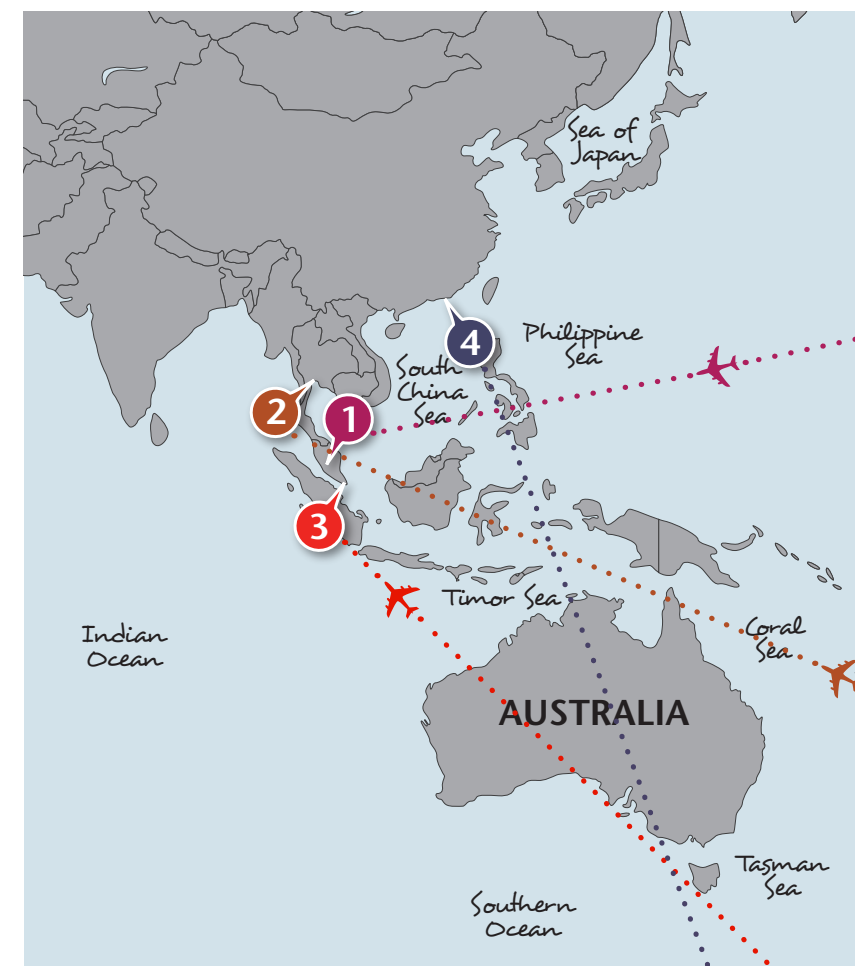 Sea of
Japan
4
Philippine
Sea
South
China
Sea
2
1
3
Timor Sea
Indian
Ocean
Coral
Sea
AUSTRALIA
Tasman
Sea
Southern
Ocean